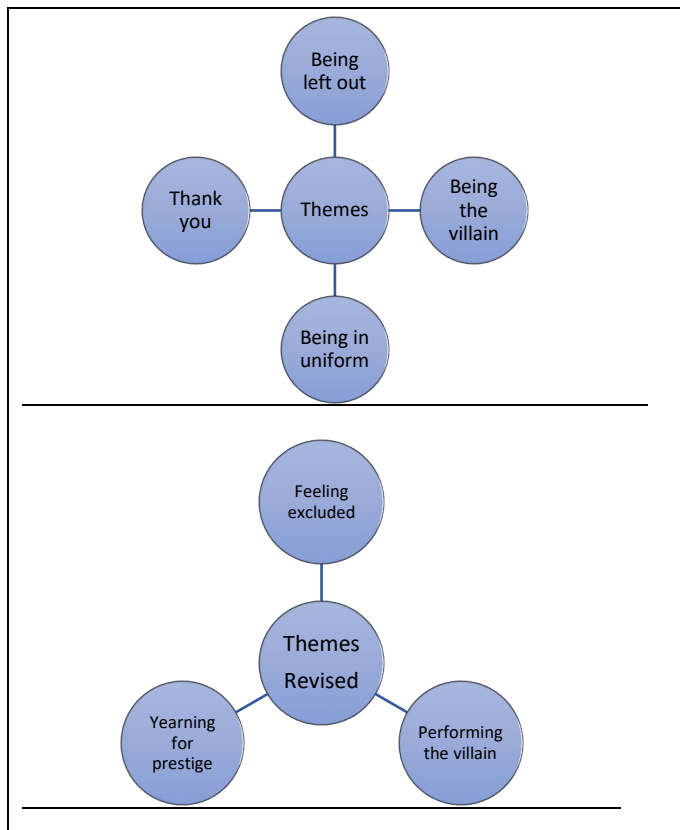 Being
left out
Thank
you
Themes
Being
the
villain
Being in
uniform
Feeling
excluded
Themes
Revised
Yearning
for
prestige
Performing
the villain